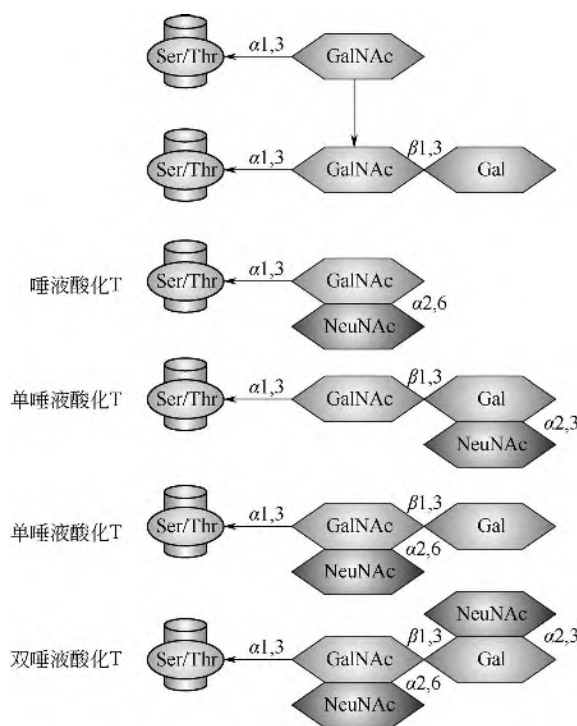 Ser/Thr α1,3 GalNAc
Ser/Thr α1,3 GalNAc β1,3 Gal
唾液酸化T Ser/Thr α1,3 GalNAc
NeuNAc α2,6
单唾液酸化T Ser/Thr α1,3 GalNAc β1,3 Gal
NeuNAc α2,3
单唾液酸化T Ser/Thr α1,3 GalNAc β1,3 Gal
NeuNAc α2,6
NeuNAc
双唾液酸化T Ser/Thr α1,3 GalNAc β1,3 Gal α2,3
NeuNAc α2,6